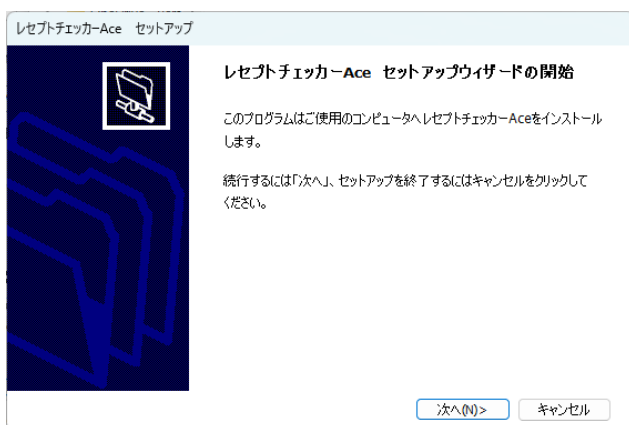 レセプトチェッカーAce　セットアップ
レセプトチェッカーAce セットアップウィザードの開始
このプログラムはご使用のコンピュータへレセプトチェッカーAceをインストール
します。
続行するには「次へ」、セットアップを終了するにはキャンセルをクリックして
ください。
次へ(N)>
キャンセル